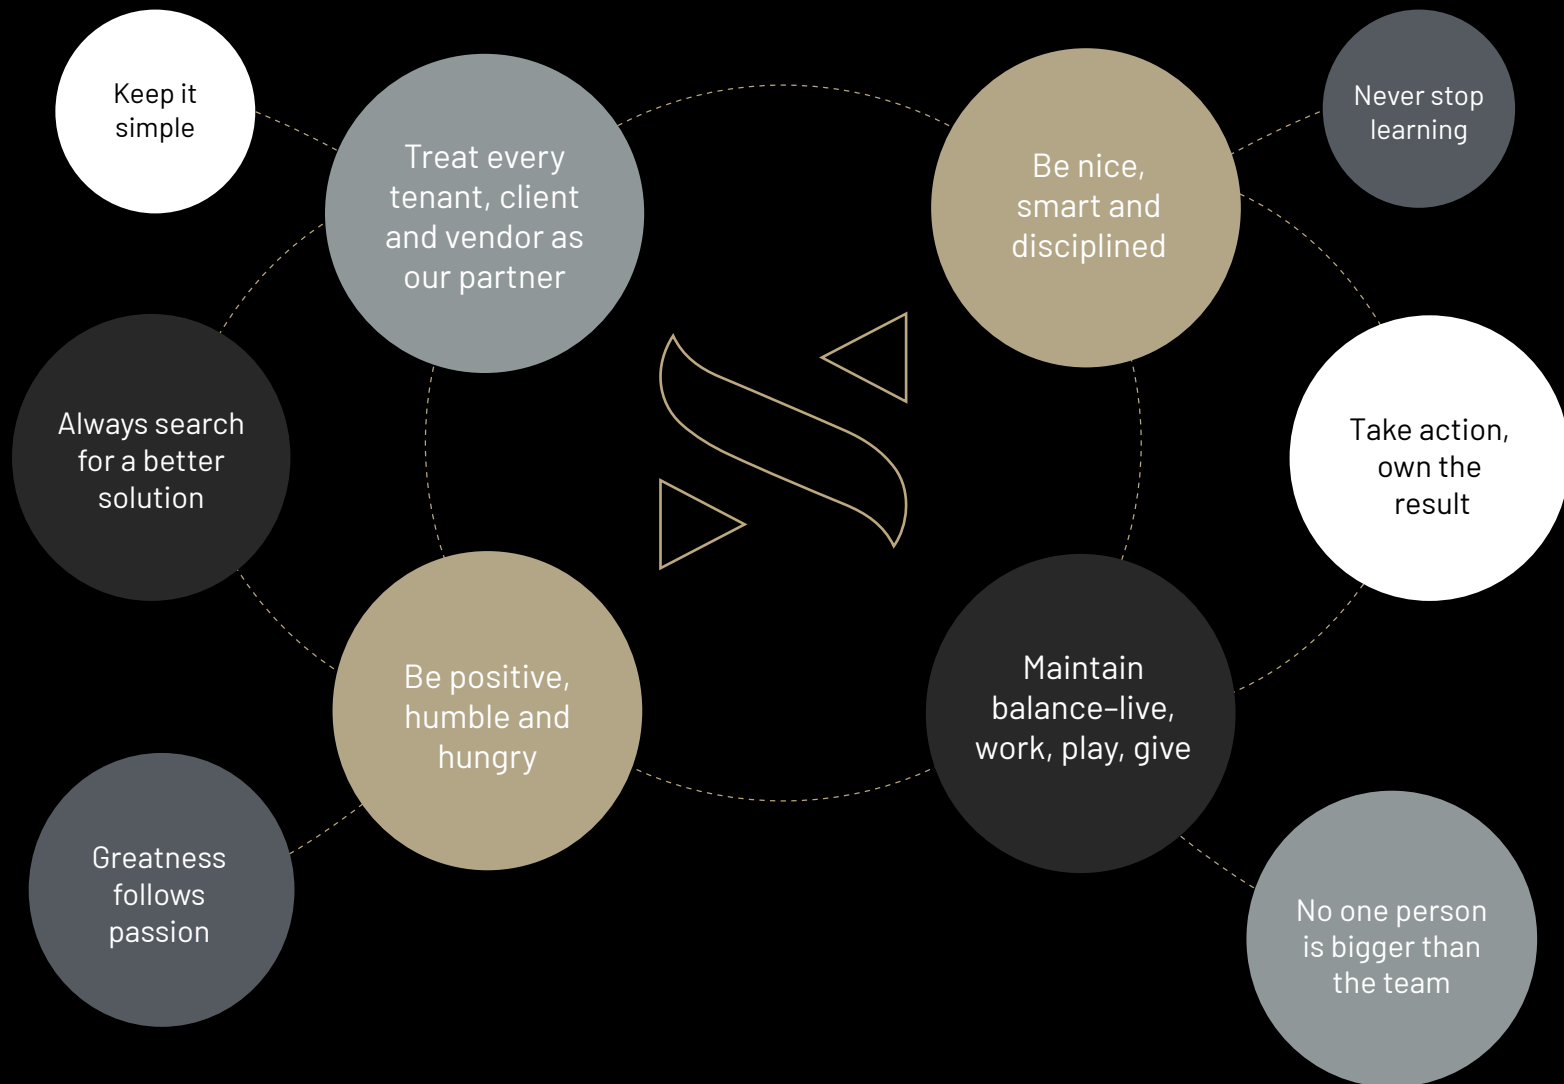 Keep it
simple
Treat every
tenant, client
and vendor as
our partner
Be nice,
smart and
disciplined
Never stop
learning
Always search
for a better
solution
Take action,
own the
result
Be positive,
humble and
hungry
Maintain
balance–live,
work, play, give
Greatness
follows
passion
No one person
is bigger than
the team